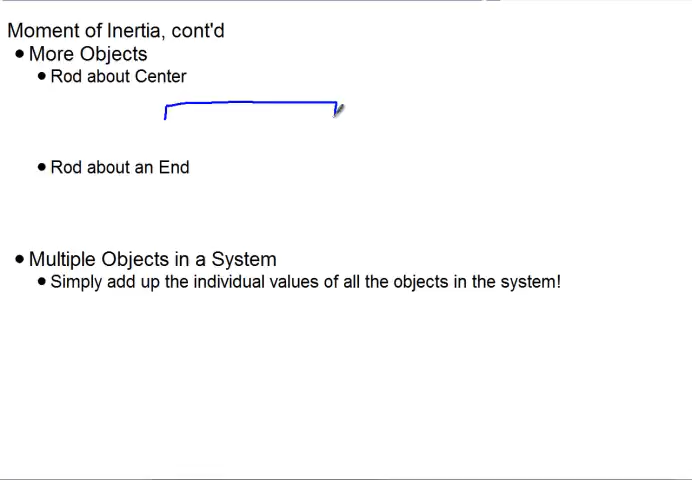 Moment of Inertia, cont'd
• More Objects
• Rod about Center
• Rod about an End
• Multiple Objects in a System
• Simply add up the individual values of all the objects in the system!